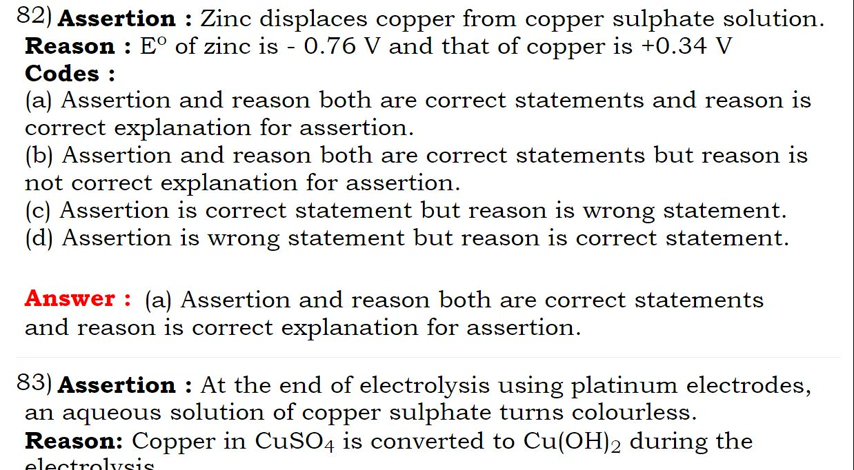 82) Assertion : Zinc displaces copper from copper sulphate solution.
Reason : Eº of zinc is - 0.76 V and that of copper is +0.34 V
Codes :
(a) Assertion and reason both are correct statements and reason is
correct explanation for assertion.
(b) Assertion and reason both are correct statements but reason is
not correct explanation for assertion.
(c) Assertion is correct statement but reason is wrong statement.
(d) Assertion is wrong statement but reason is correct statement.
Answer : (a) Assertion and reason both are correct statements
and reason is correct explanation for assertion.
83) Assertion : At the end of electrolysis using platinum electrodes,
an aqueous solution of copper sulphate turns colourless.
Reason: Copper in CuSO4 is converted to Cu(OH)2 during the
electrolysis